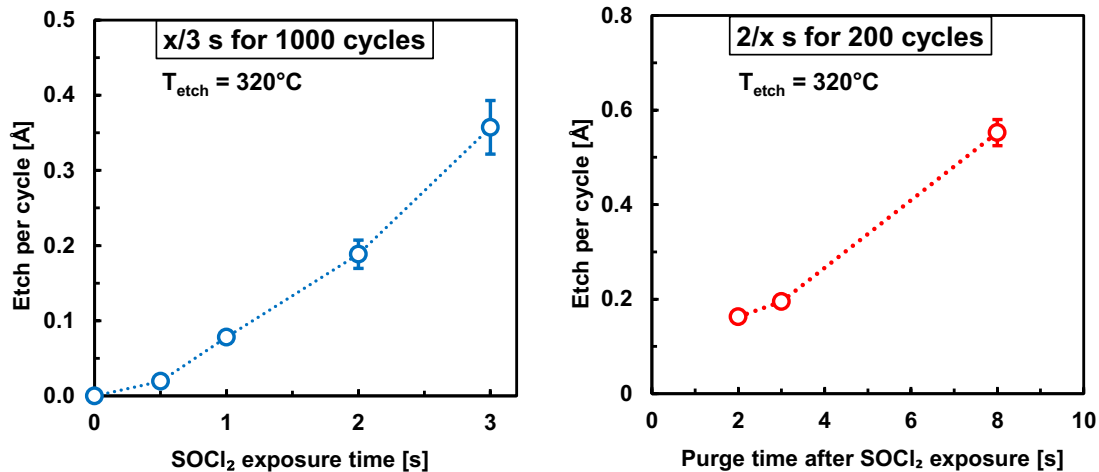 0.5
0.4
0.3
0.2
0.1
0.0
Etch per cycle [Å]
x/3 s for 1000 cycles
T_etch = 320°C
0 1 2 3
SOCl₂ exposure time [s]
0.8
0.6
0.4
0.2
0
Etch per cycle [Å]
2/x s for 200 cycles
T_etch = 320°C
0 2 4 6 8 10
Purge time after SOCl₂ exposure [s]